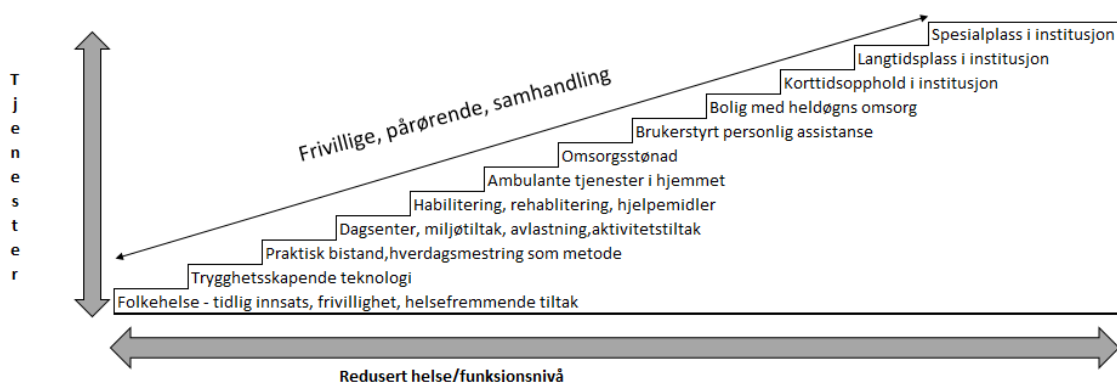 Spesialplass i institusjon
Langtidsplass i institusjon
Korttidsopphold i institusjon
Bolig med heldøgns omsorg
Brukerstyrt personlig assistanse
Omsorgsstønad
Ambulante tjenester i hjemmet
Habilitering, rehablitering, hjelpemidler
Dagsenter, miljøtiltak, avlastning,aktivitetstiltak
Praktisk bistand,hverdagsmestring som metode
Trygghetsskapende teknologi
Folkehelse - tidlig innsats, frivillighet, helsefremmende tiltak
Frivillige, pårørende, samhandling
Tjenester
Redusert helse/funksjonsnivå